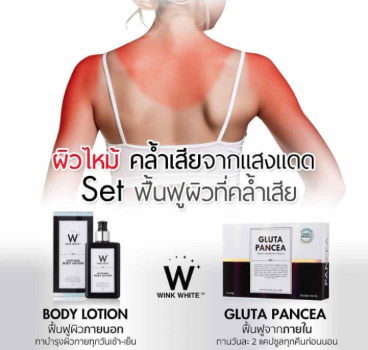 ผิวไหม้ คล้ำเสียจากแสงแดด
Set ฟื้นฟูผิวที่คล้ำเสีย
W
WINK WHITE
BODY LOTION
W
WINK WHITE
BODY LOTION
GLUTA
PANCEA
PANCEA
W
WINK WHITE™
BODY LOTION
ฟื้นฟูผิวภายนอก
ทาบำรุงผิวกายทุกวันเช้า-เย็น
GLUTA PANCEA
ฟื้นฟูจากภายใน
ทานวันละ 2 แคปซูลทุกคืนก่อนนอน